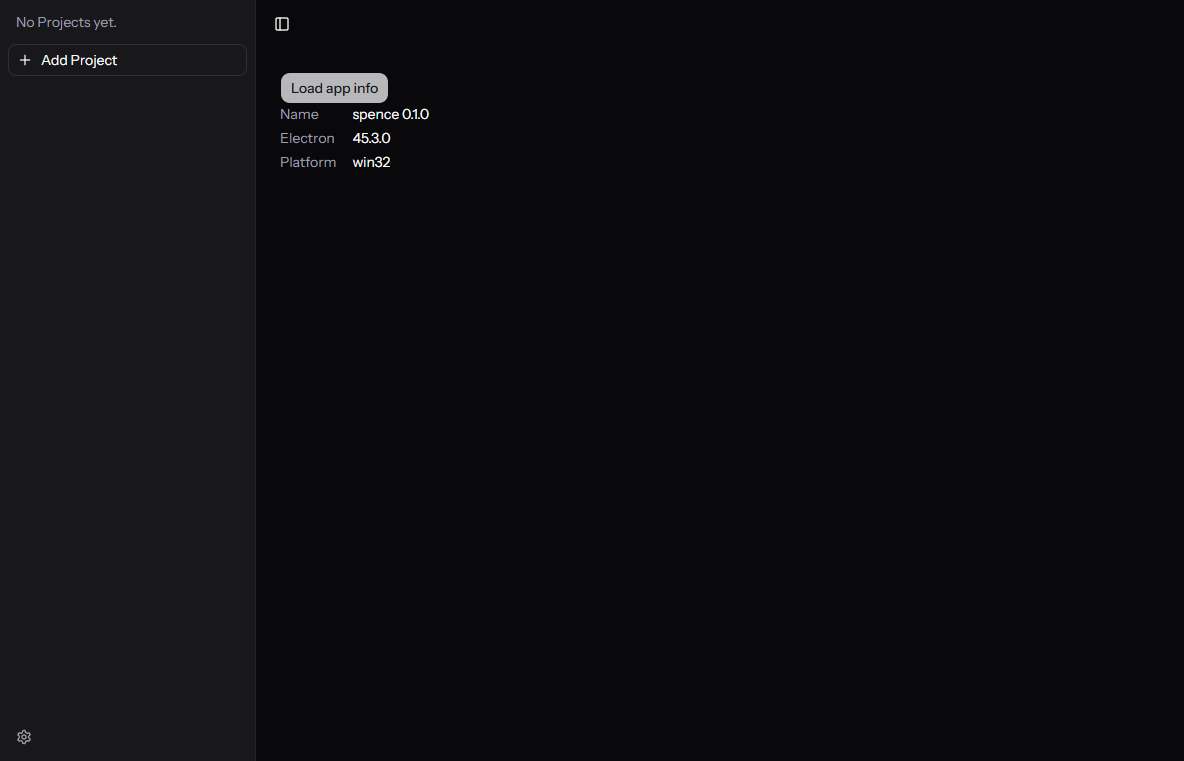 No Projects yet.
Add Project
Load app info
Name spence 0.1.0
Electron 45.3.0
Platform win32